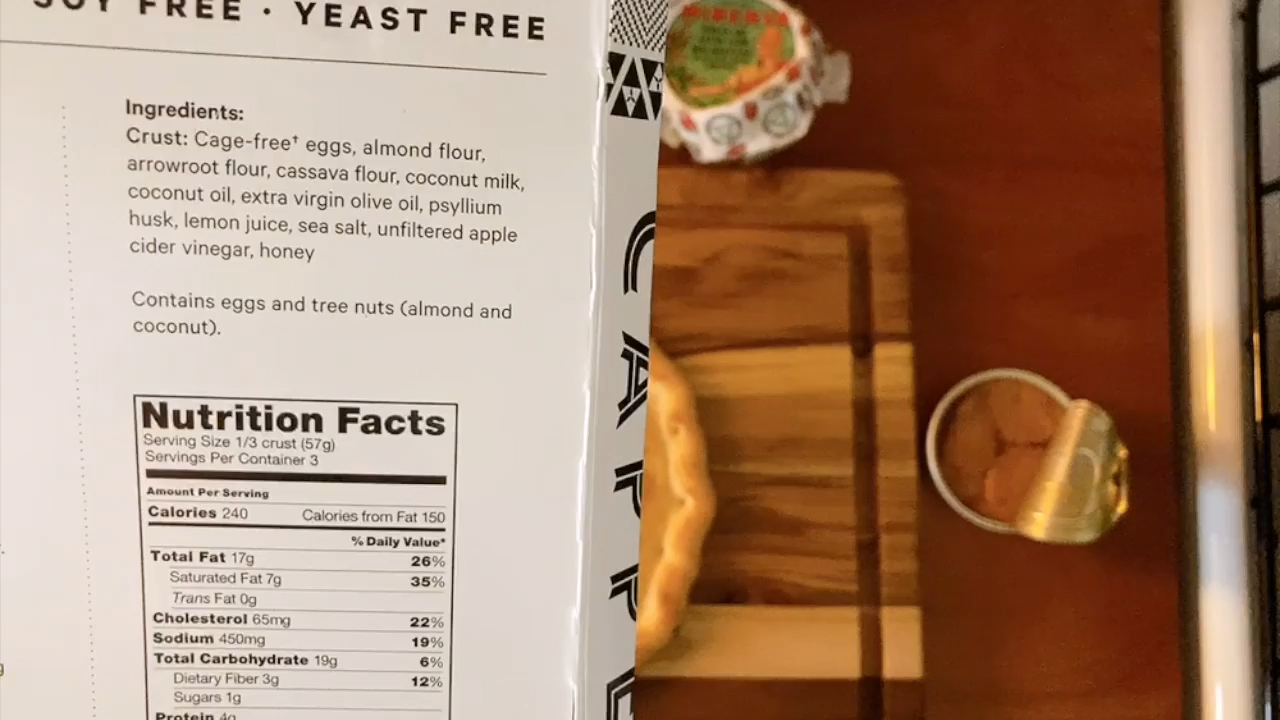 SOY FREE · YEAST FREE
Ingredients:
Crust: Cage-free† eggs, almond flour,
arrowroot flour, cassava flour, coconut milk,
coconut oil, extra virgin olive oil, psyllium
husk, lemon juice, sea salt, unfiltered apple
cider vinegar, honey
Contains eggs and tree nuts (almond and
coconut).
Nutrition Facts
Serving Size 1/3 crust (57g)
Servings Per Container 3
Amount Per Serving
Calories 240 Calories from Fat 150
% Daily Value*
Total Fat 17g 26%
Saturated Fat 7g 35%
Trans Fat 0g
Cholesterol 65mg 22%
Sodium 450mg 19%
Total Carbohydrate 19g 6%
Dietary Fiber 3g 12%
Sugars 1g
Protein 4g
CAPPE
MINERVA